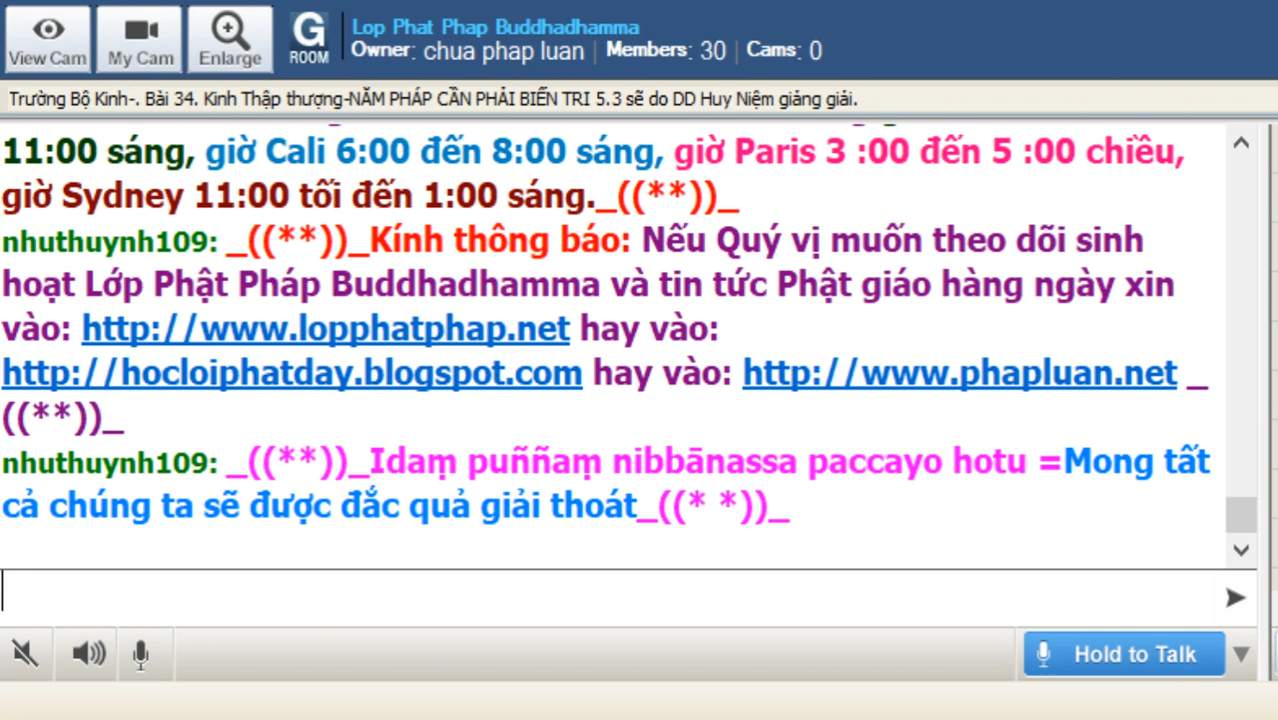 View Cam
My Cam
Enlarge
G
ROOM
Lop Phat Phap Buddhadhamma
Owner: chua phap luan | Members: 30 | Cams: 0
Trường Bộ Kinh-. Bài 34. Kinh Thập thượng-NĂM PHÁP CẦN PHẢI BIẾN TRI 5.3 sẽ do DD Huy Niệm giảng giải.
11:00 sáng, giờ Cali 6:00 đến 8:00 sáng, giờ Paris 3 :00 đến 5 :00 chiều,
giờ Sydney 11:00 tối đến 1:00 sáng._((**))_
nhuthuynh109: _((**))_Kính thông báo: Nếu Quý vị muốn theo dõi sinh
hoạt Lớp Phật Pháp Buddhadhamma và tin tức Phật giáo hàng ngày xin
vào: http://www.lopphatphap.net hay vào:
http://hocloiphatday.blogspot.com hay vào: http://www.phapluan.net _
((**))_
nhuthuynh109: _((**))_Idaṃ puññaṃ nibbānassa paccayo hotu =Mong tất
cả chúng ta sẽ được đắc quả giải thoát_((* *))_
Hold to Talk